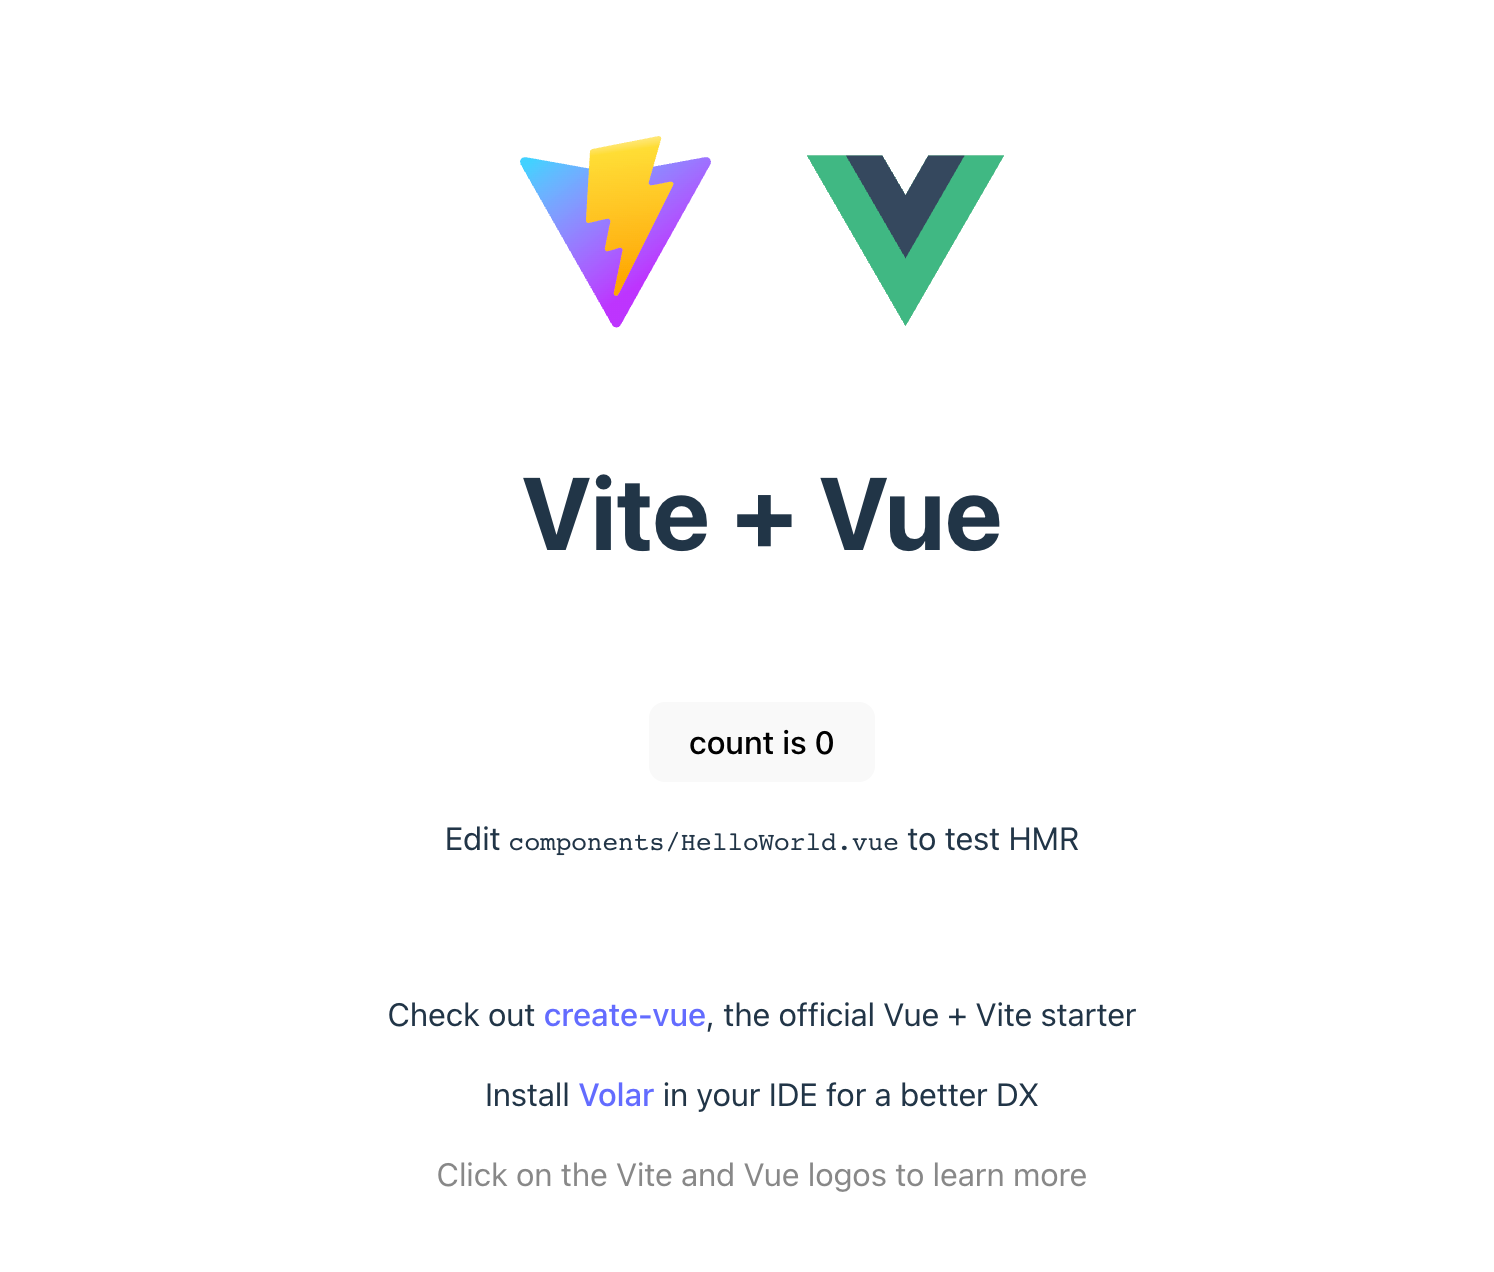 Vite + Vue
count is 0
Edit components/HelloWorld.vue to test HMR
Check out create-vue, the official Vue + Vite starter
Install Volar in your IDE for a better DX
Click on the Vite and Vue logos to learn more